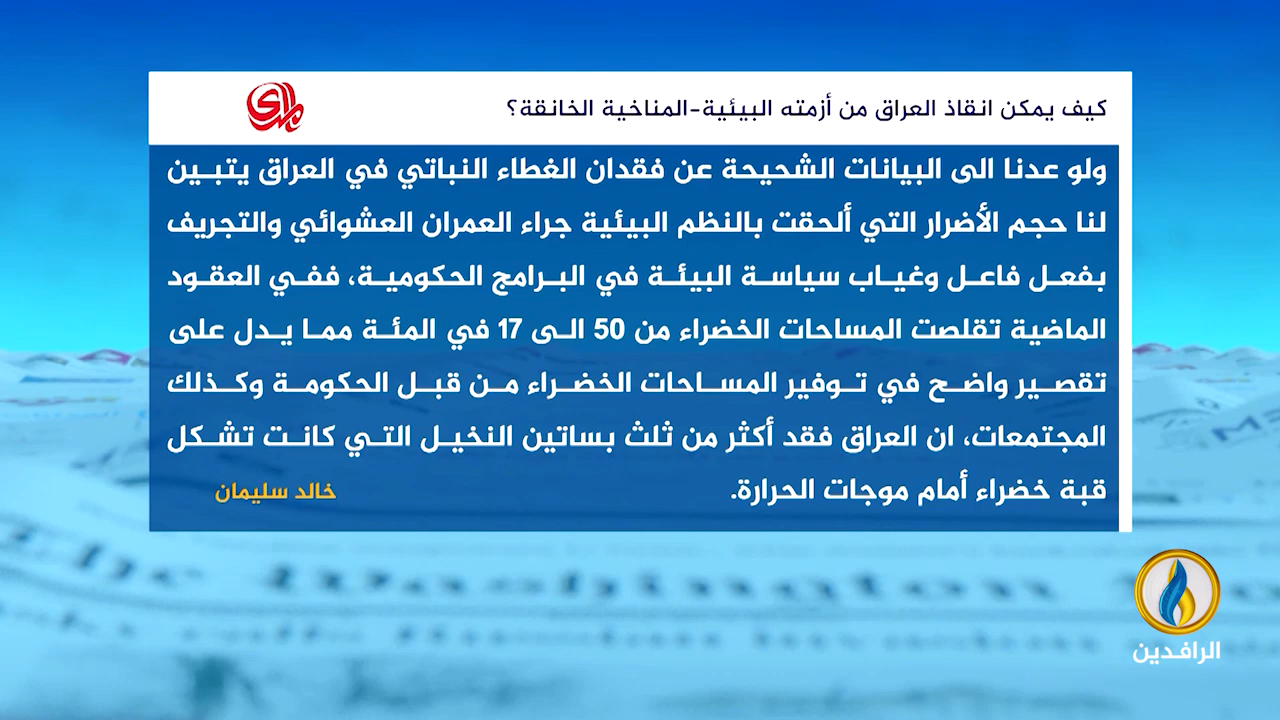 كيف يمكن انقاذ العراق من أزمته البيئية-المناخية الخانقة؟
المدى
ولو عدنا الى البيانات الشحيحة عن فقدان الغطاء النباتي في العراق يتبين
لنا حجم الأضرار التي ألحقت بالنظم البيئية جراء العمران العشوائي والتجريف
بفعل فاعل وغياب سياسة البيئة في البرامج الحكومية، ففي العقود
الماضية تقلصت المساحات الخضراء من 50 الى 17 في المئة مما يدل على
تقصير واضح في توفير المساحات الخضراء من قبل الحكومة وكذلك
المجتمعات، ان العراق فقد أكثر من ثلث بساتين النخيل التي كانت تشكل
قبة خضراء أمام موجات الحرارة.
خالد سليمان
الرافدين